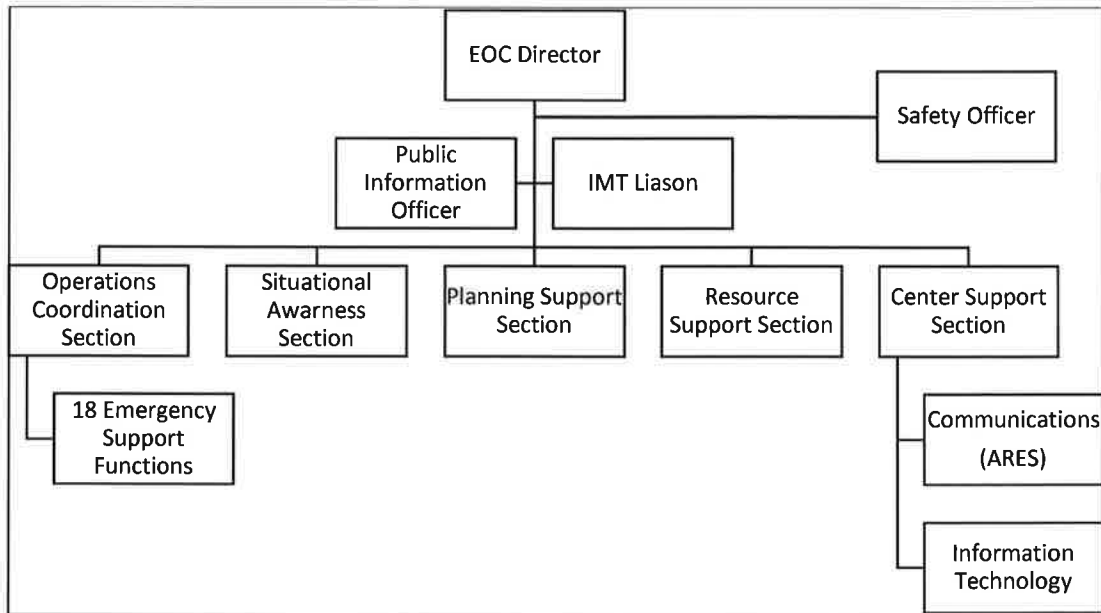 EOC Director
Safety Officer
Public
Information
Officer
IMT Liason
Operations
Coordination
Section
Situational
Awarness
Section
Planning Support
Section
Resource
Support Section
Center Support
Section
18 Emergency
Support
Functions
Communications
(ARES)
Information
Technology